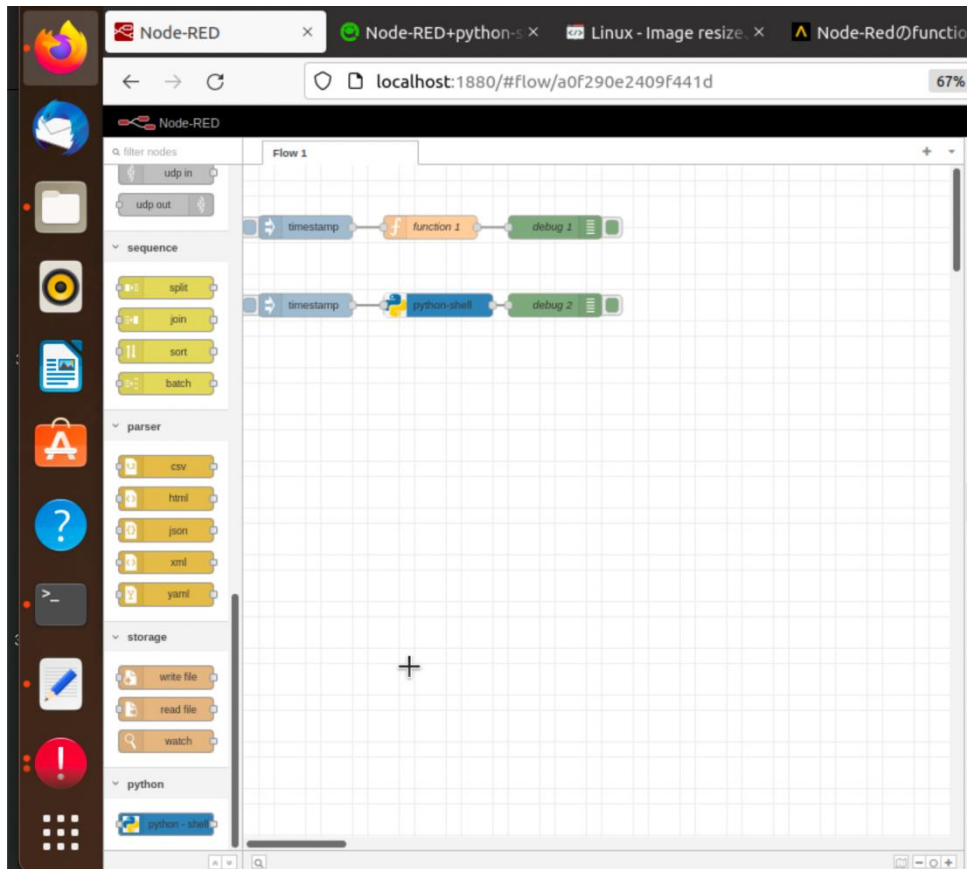 Node-RED
Node-RED+python-s
Linux - Image resize.
Node-Redのfunctio
localhost:1880/#flow/a0f290e2409f441d
67%
Node-RED
filter nodes
Flow 1
udp in
udp out
sequence
split
join
sort
batch
parser
csv
html
json
xml
yaml
storage
write file
read file
watch
python
python - shell
timestamp
function 1
debug 1
timestamp
python-shell
debug 2